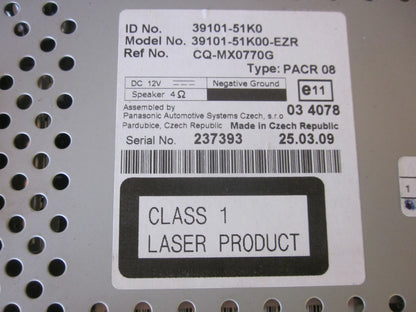 ID No. 39101-51K0
Model No. 39101-51K00-EZR
Ref No. CQ-MX0770G
Type: PACR 08
DC 12V Negative Ground
Speaker 4Ω
e11
03 4078
Assembled by
Panasonic Automotive Systems Czech, s.r.o
Pardubice, Czech Republic Made in Czech Republic
Serial No. 237393 25.03.09
CLASS 1
LASER PRODUCT
1